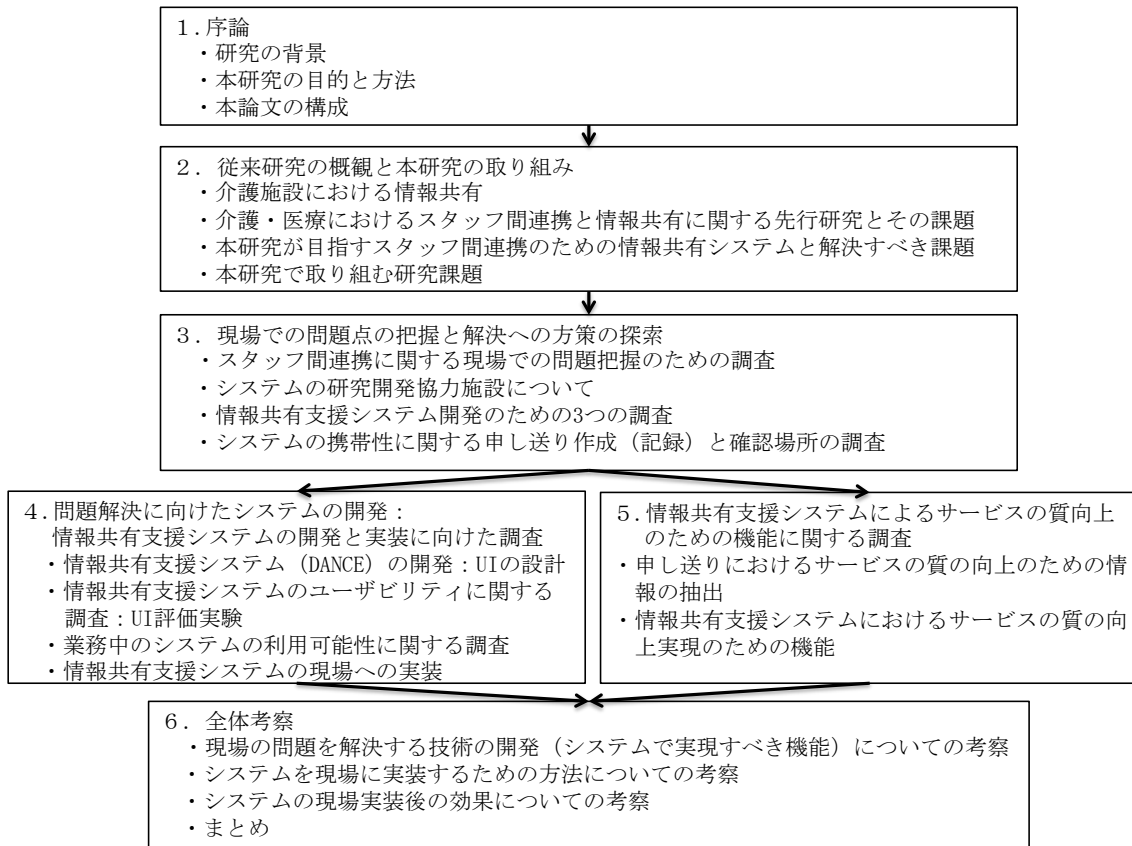 １.序論
・研究の背景
・本研究の目的と方法
・本論文の構成
２. 従来研究の概観と本研究の取り組み
・介護施設における情報共有
・介護・医療におけるスタッフ間連携と情報共有に関する先行研究とその課題
・本研究が目指すスタッフ間連携のための情報共有システムと解決すべき課題
・本研究で取り組む研究課題
３. 現場での問題点の把握と解決への方策の探索
・スタッフ間連携に関する現場での問題把握のための調査
・システムの研究開発協力施設について
・情報共有支援システム開発のための3つの調査
・システムの携帯性に関する申し送り作成（記録）と確認場所の調査
４.問題解決に向けたシステムの開発：
情報共有支援システムの開発と実装に向けた調査
・情報共有支援システム（DANCE）の開発：UIの設計
・情報共有支援システムのユーザビリティに関する
調査：UI評価実験
・業務中のシステムの利用可能性に関する調査
・情報共有支援システムの現場への実装
５.情報共有支援システムによるサービスの質向上
のための機能に関する調査
・申し送りにおけるサービスの質の向上のための情
報の抽出
・情報共有支援システムにおけるサービスの質の向
上実現のための機能
６. 全体考察
・現場の問題を解決する技術の開発（システムで実現すべき機能）についての考察
・システムを現場に実装するための方法についての考察
・システムの現場実装後の効果についての考察
・まとめ